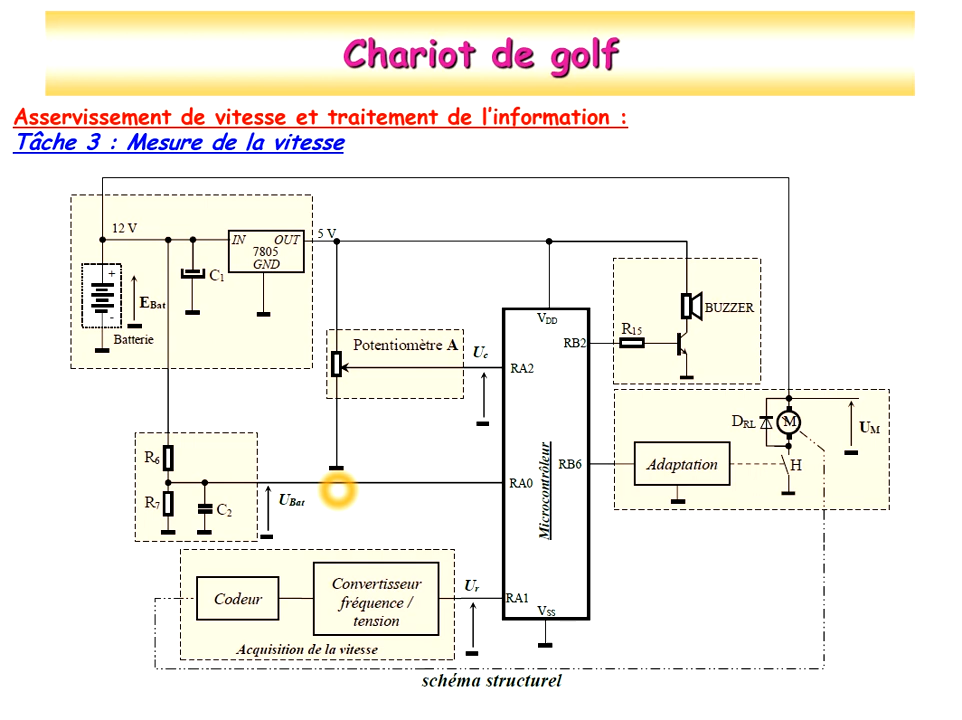 Chariot de golf
Asservissement de vitesse et traitement de l'information :
Tâche 3 : Mesure de la vitesse
12 V
IN OUT
7805
GND
5 V
C1
+
-
EBat
Batterie
BUZZER
VDD
R15
RB2
Potentiomètre A
Uc
RA2
DRL
M
UM
R6
Microcontrôleur
RB6
Adaptation
H
RA0
R7
C2
UBat
Codeur
Convertisseur
fréquence /
tension
Ur
RA1
VSS
Acquisition de la vitesse
schéma structurel